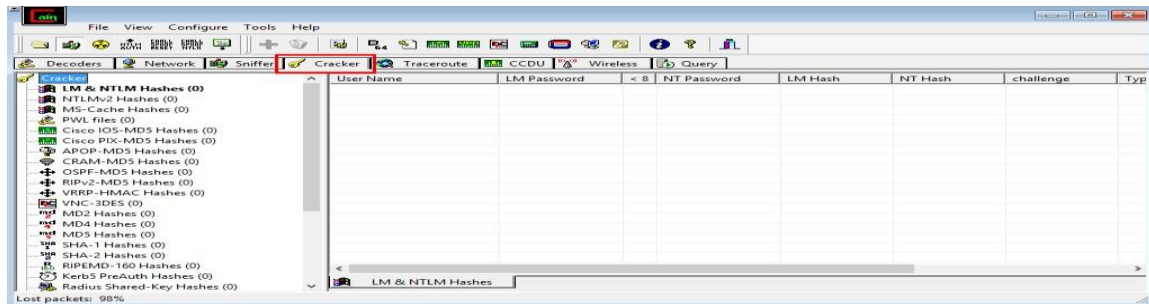 ain
File View Configure Tools Help
Decoders Network Sniffer Cracker Traceroute CCDU Wireless Query
Cracker
User Name LM Password < 8 NT Password LM Hash NT Hash challenge Typ
LM & NTLM Hashes (0)
NTLMv2 Hashes (0)
MS-Cache Hashes (0)
PWL files (0)
Cisco IOS-MD5 Hashes (0)
Cisco PIX-MD5 Hashes (0)
APOP-MD5 Hashes (0)
CRAM-MD5 Hashes (0)
OSPF-MD5 Hashes (0)
RIPv2-MD5 Hashes (0)
VRRP-HMAC Hashes (0)
VNC-3DES (0)
MD2 Hashes (0)
MD4 Hashes (0)
MD5 Hashes (0)
SHA-1 Hashes (0)
SHA-2 Hashes (0)
RIPEMD-160 Hashes (0)
Kerb5 PreAuth Hashes (0)
Radius Shared-Key Hashes (0)
LM & NTLM Hashes
Lost packets: 98%